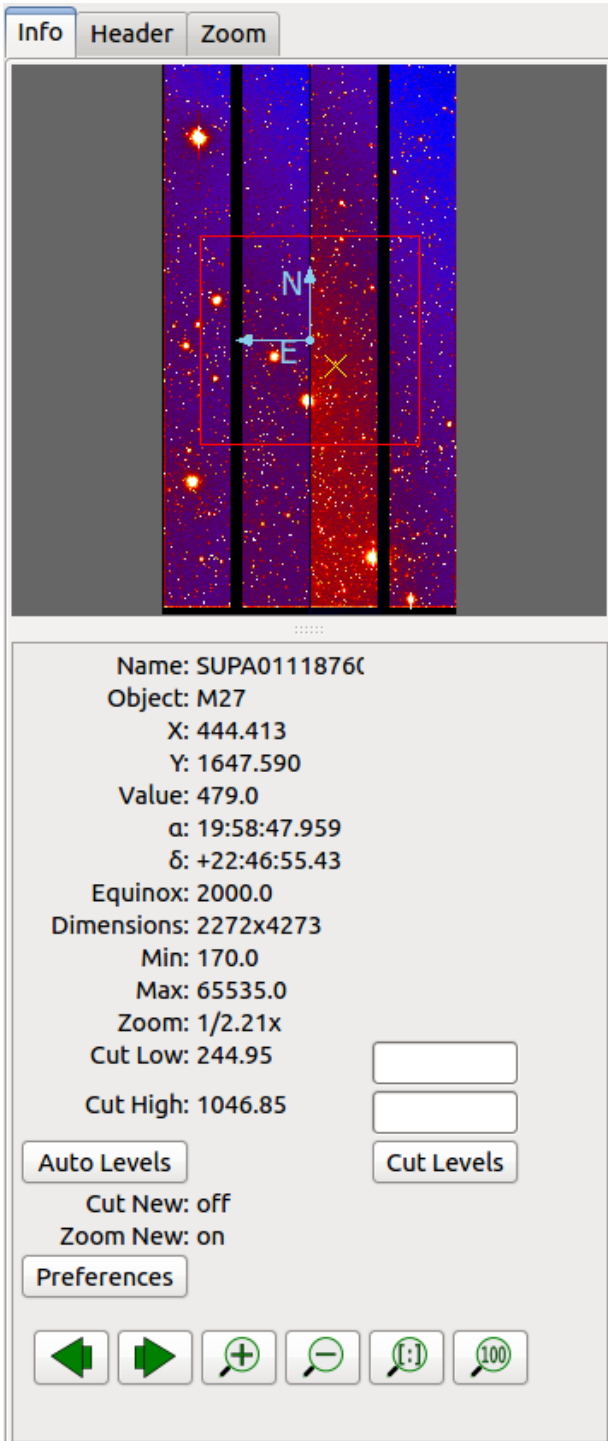 Info Header Zoom
N
E
Name: SUPA01118760
Object: M27
X: 444.413
Y: 1647.590
Value: 479.0
α: 19:58:47.959
δ: +22:46:55.43
Equinox: 2000.0
Dimensions: 2272x4273
Min: 170.0
Max: 65535.0
Zoom: 1/2.21x
Cut Low: 244.95
Cut High: 1046.85
Auto Levels Cut Levels
Cut New: off
Zoom New: on
Preferences
[:] 100